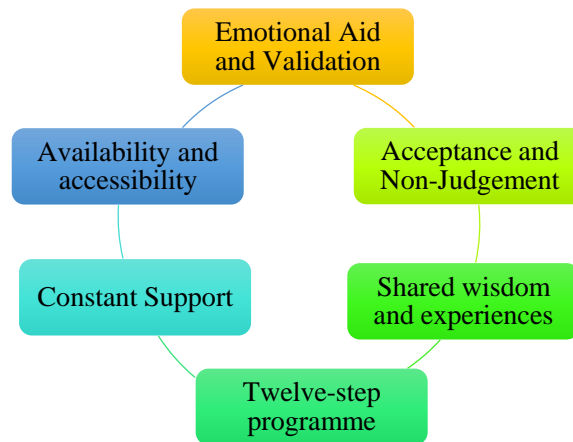 Emotional Aid
and Validation
Acceptance and
Non-Judgement
Shared wisdom
and experiences
Twelve-step
programme
Constant Support
Availability and
accessibility